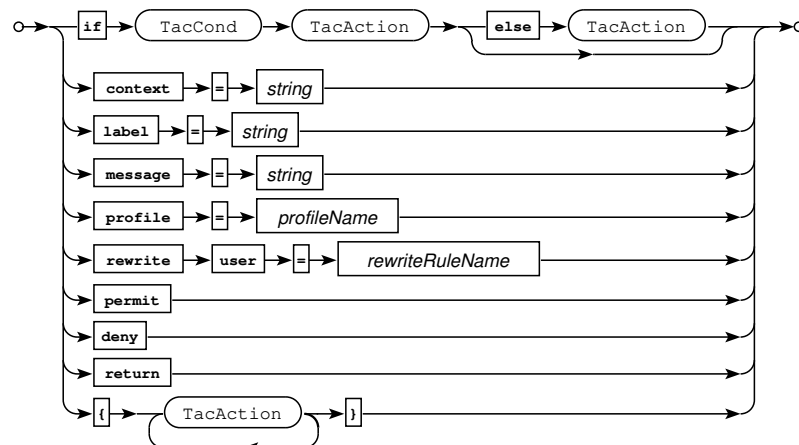 if TacCond TacAction else TacAction
context = string
label = string
message = string
profile = profileName
rewrite user = rewriteRuleName
permit
deny
return
{ TacAction }